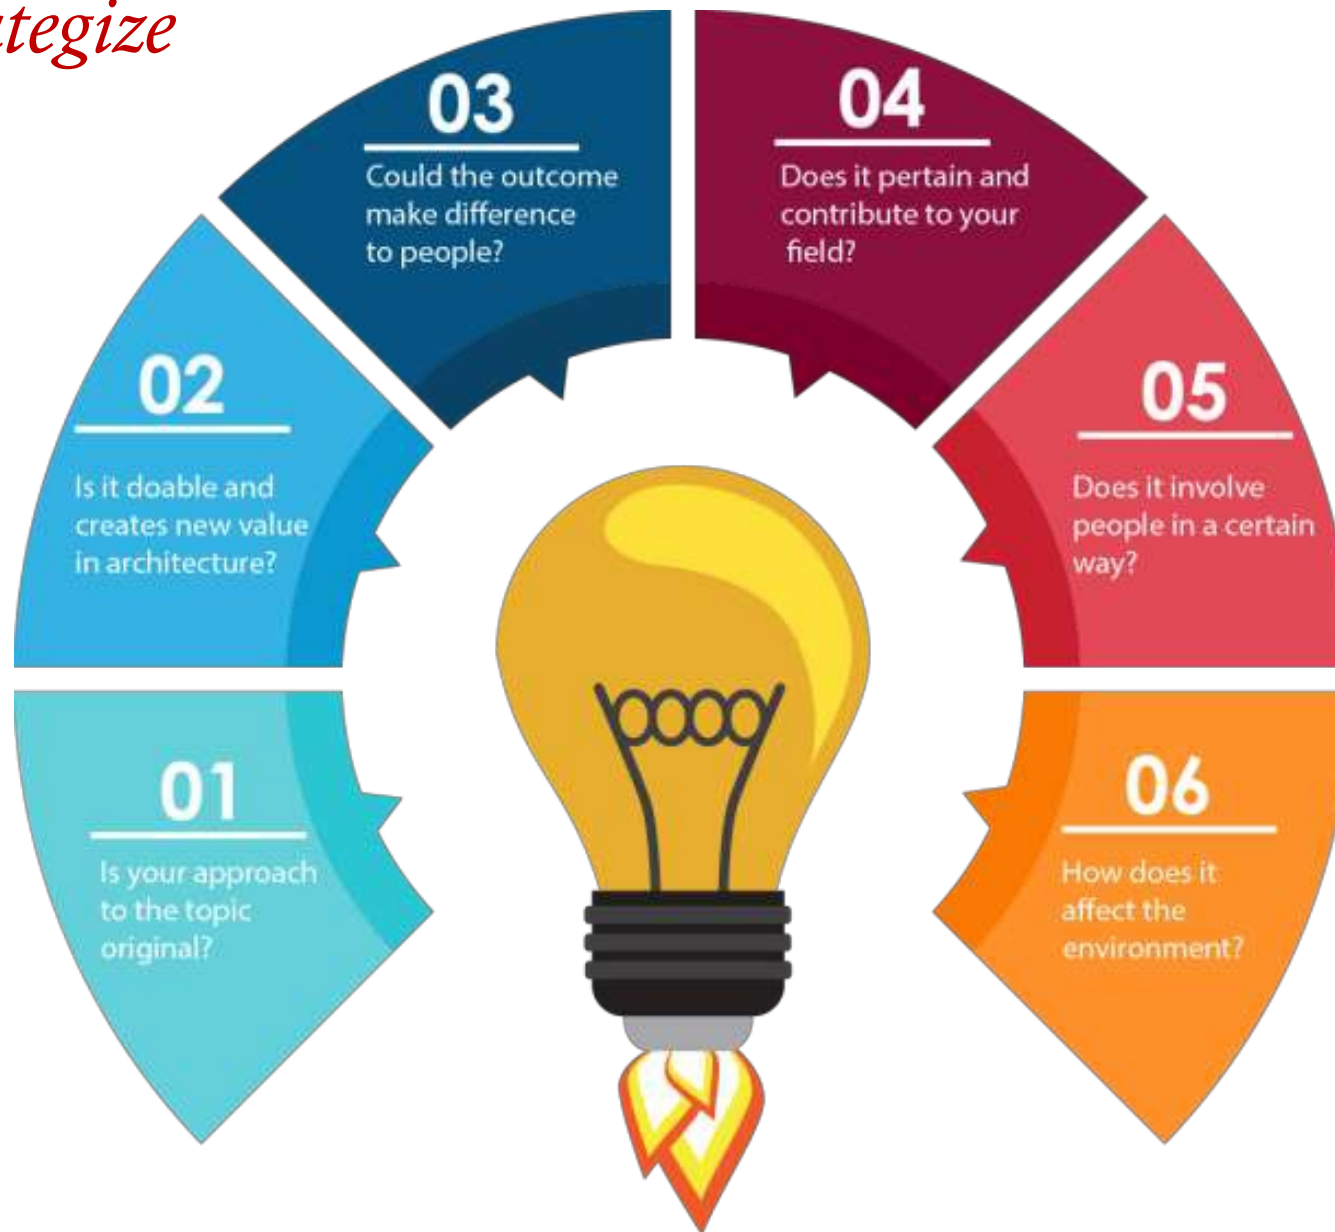 ategize
03
Could the outcome
make difference
to people?
04
Does it pertain and
contribute to your
field?
02
Is it doable and
creates new value
in architecture?
05
Does it involve
people in a certain
way?
01
Is your approach
to the topic
original?
06
How does it
affect the
environment?